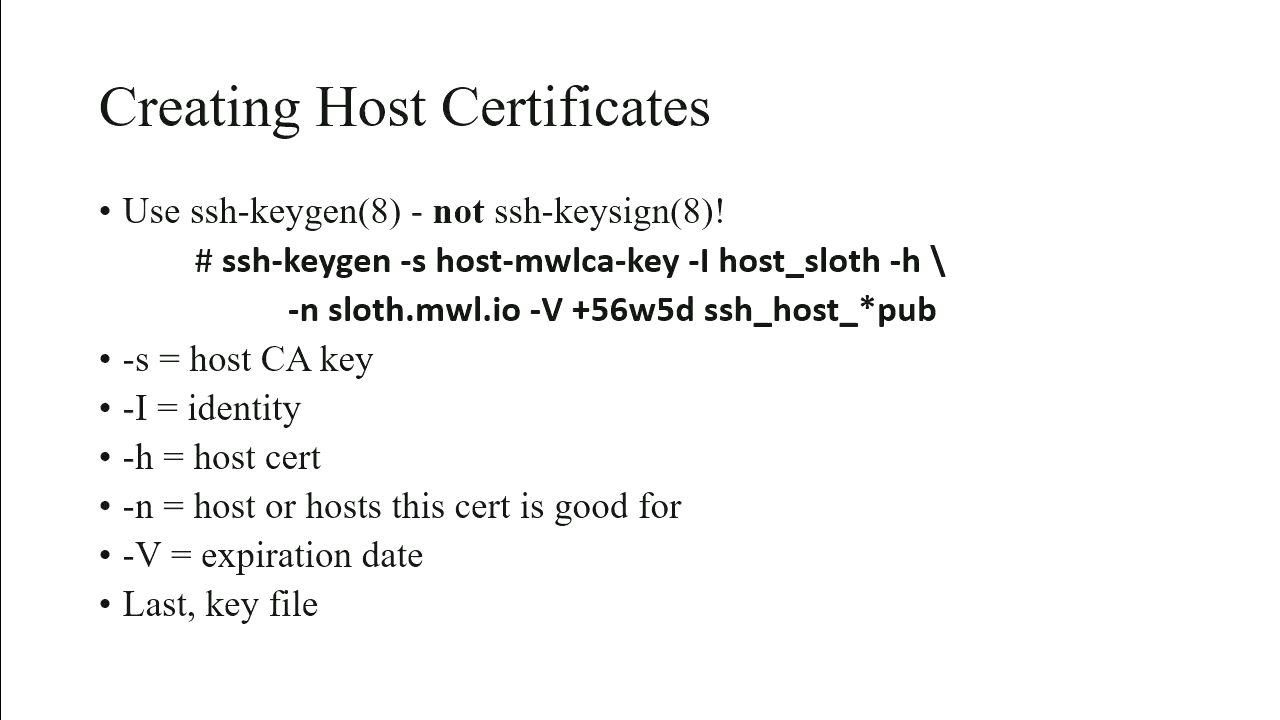 Creating Host Certificates
• Use ssh-keygen(8) - not ssh-keysign(8)!
# ssh-keygen -s host-mwlca-key -I host_sloth -h \
-n sloth.mwl.io -V +56w5d ssh_host_*pub
• -s = host CA key
• -I = identity
• -h = host cert
• -n = host or hosts this cert is good for
• -V = expiration date
• Last, key file